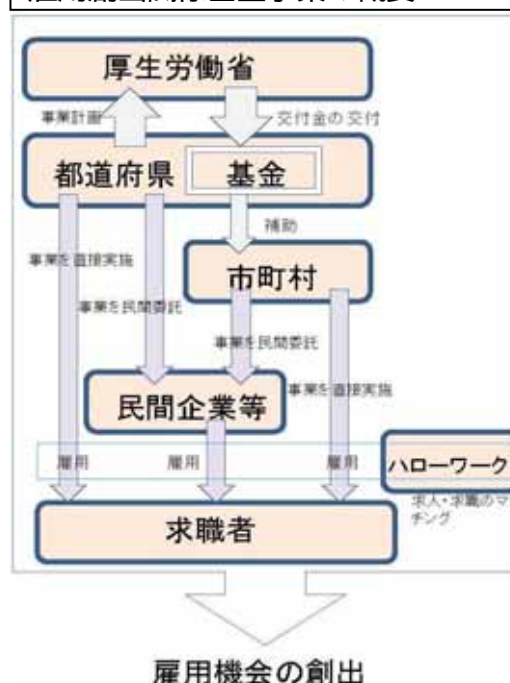 厚生労働省
事業計画
交付金の交付
都道府県
基金
補助
市町村
事業を直接実施
事業を民間委託
事業を民間委託
事業を直接実施
民間企業等
雇用
雇用
雇用
ハローワーク
求人・求職のマ
チング
求職者
雇用機会の創出